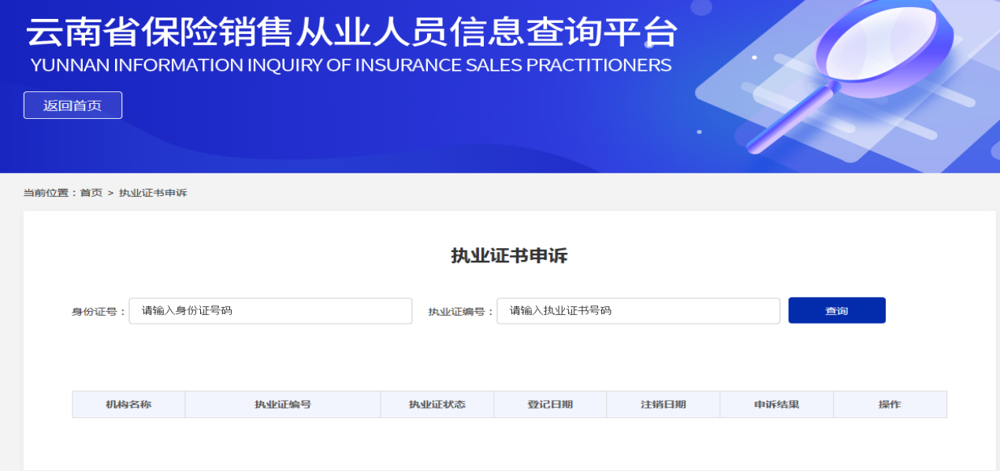 云南省保险销售从业人员信息查询平台
YUNNAN INFORMATION INQUIRY OF INSURANCE SALES PRACTITIONERS
返回首页
当前位置：首页 > 执业证书申诉
执业证书申诉
身份证号： 请输入身份证号码 执业证编号： 请输入执业证书号码 查询
机构名称 执业证编号 执业证状态 登记日期 注销日期 申诉结果 操作